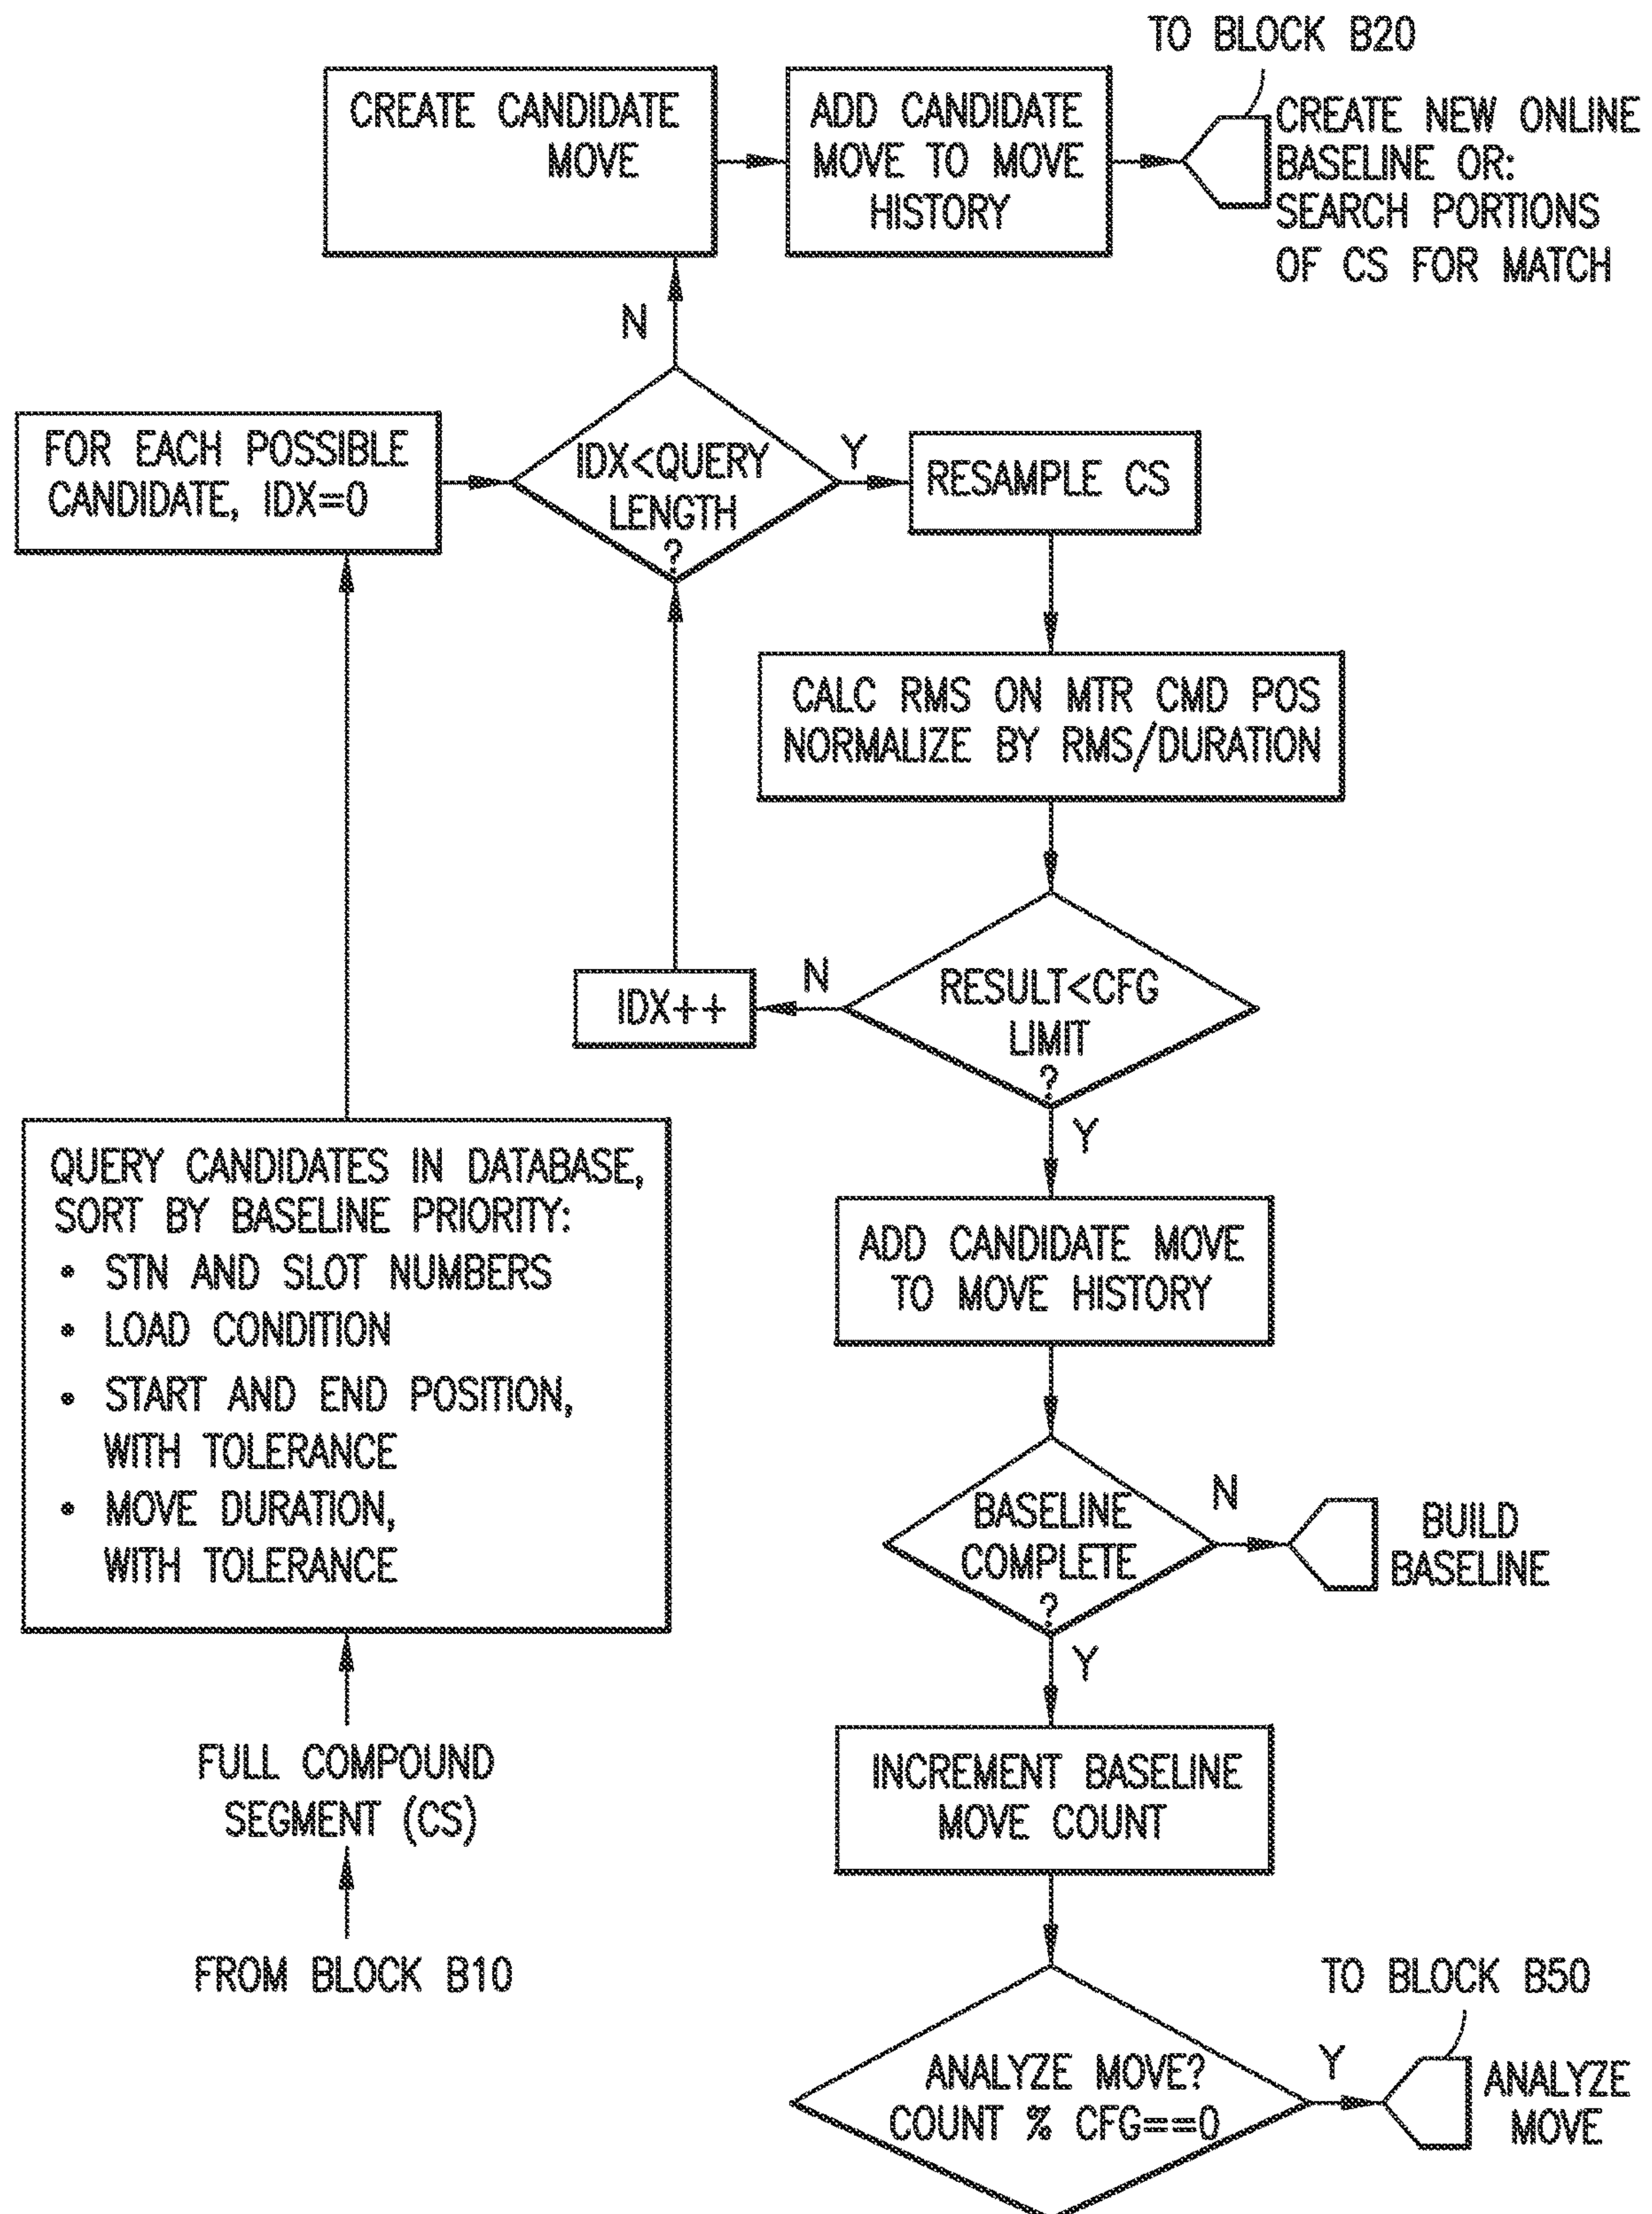 TO BLOCK B20
CREATE CANDIDATE
MOVE
ADD CANDIDATE
MOVE TO MOVE
HISTORY
CREATE NEW ONLINE
BASELINE OR:
SEARCH PORTIONS
OF CS FOR MATCH
N
FOR EACH POSSIBLE
CANDIDATE, IDX=0
IDX<QUERY
LENGTH
?
Y
RESAMPLE CS
CALC RMS ON MTR CMD POS
NORMALIZE BY RMS/DURATION
IDX++
N
RESULT<CFG
LIMIT
?
Y
QUERY CANDIDATES IN DATABASE,
SORT BY BASELINE PRIORITY:
• STN AND SLOT NUMBERS
• LOAD CONDITION
• START AND END POSITION,
WITH TOLERANCE
• MOVE DURATION,
WITH TOLERANCE
FULL COMPOUND
SEGMENT (CS)
FROM BLOCK B10
ADD CANDIDATE MOVE
TO MOVE HISTORY
BASELINE
COMPLETE
?
N
BUILD
BASELINE
Y
INCREMENT BASELINE
MOVE COUNT
TO BLOCK B50
ANALYZE MOVE?
COUNT % CFG==0
Y
ANALYZE
MOVE